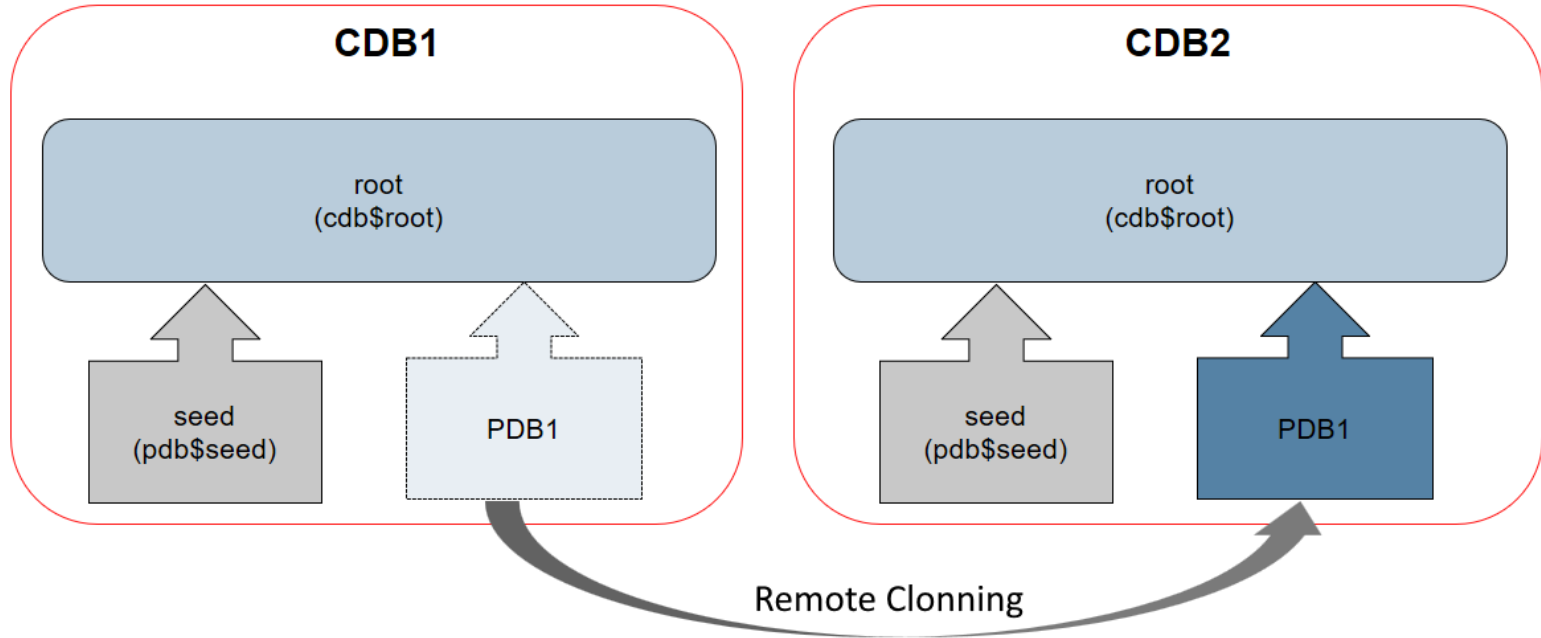 CDB1
root
(cdb$root)
seed
(pdb$seed)
PDB1
CDB2
root
(cdb$root)
seed
(pdb$seed)
PDB1
Remote Clonning